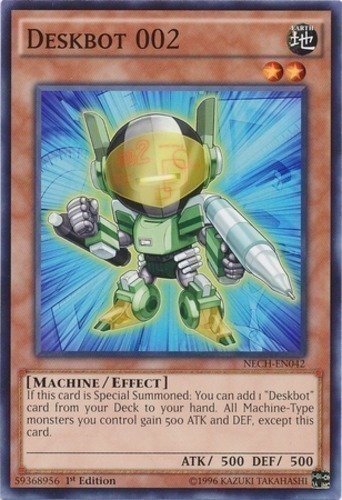 DESKBOT 002
EARTH
地
02
NECH-EN042
[MACHINE / EFFECT]
If this card is Special Summoned: You can add 1 "Deskbot"
card from your Deck to your hand. All Machine-Type
monsters you control gain 500 ATK and DEF, except this
card.
ATK/ 500 DEF/ 500
59368956 1st Edition ©1996 KAZUKI TAKAHASHI